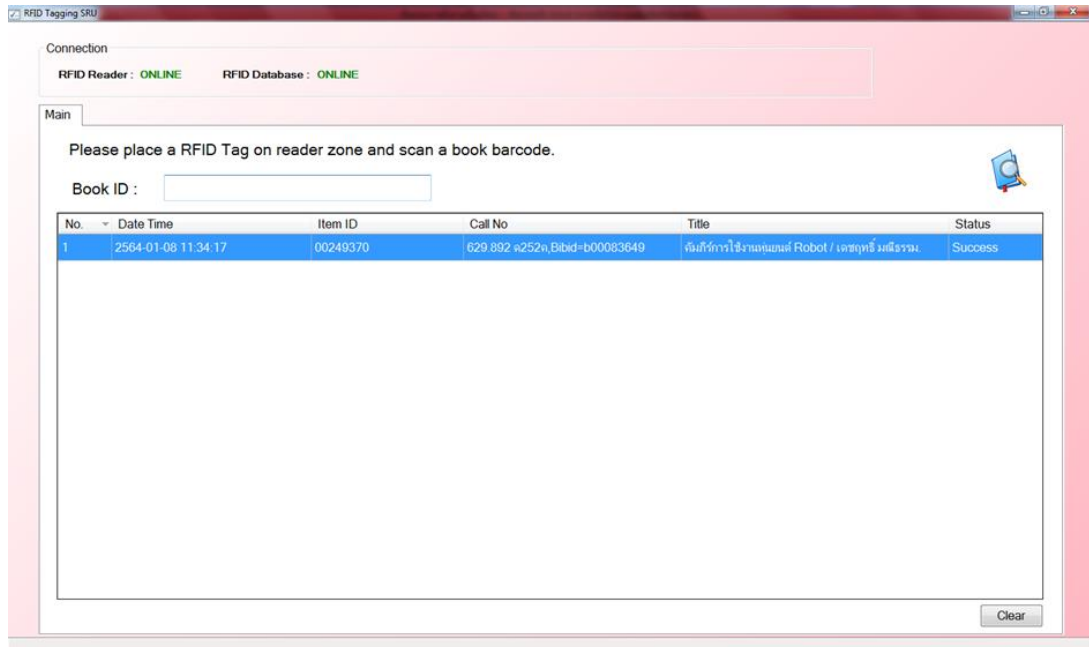 RFID Tagging SRU
Connection
RFID Reader : ONLINE RFID Database : ONLINE
Main
Please place a RFID Tag on reader zone and scan a book barcode.
Book ID :
No. Date Time Item ID Call No Title Status
1 2564-01-08 11:34:17 00249370 629.892 ด252ค,Bibid=b00083649 คัมภีร์การใช้งานหุ่นยนต์ Robot / เดชฤทธิ์ มณีธรรม. Success
Clear